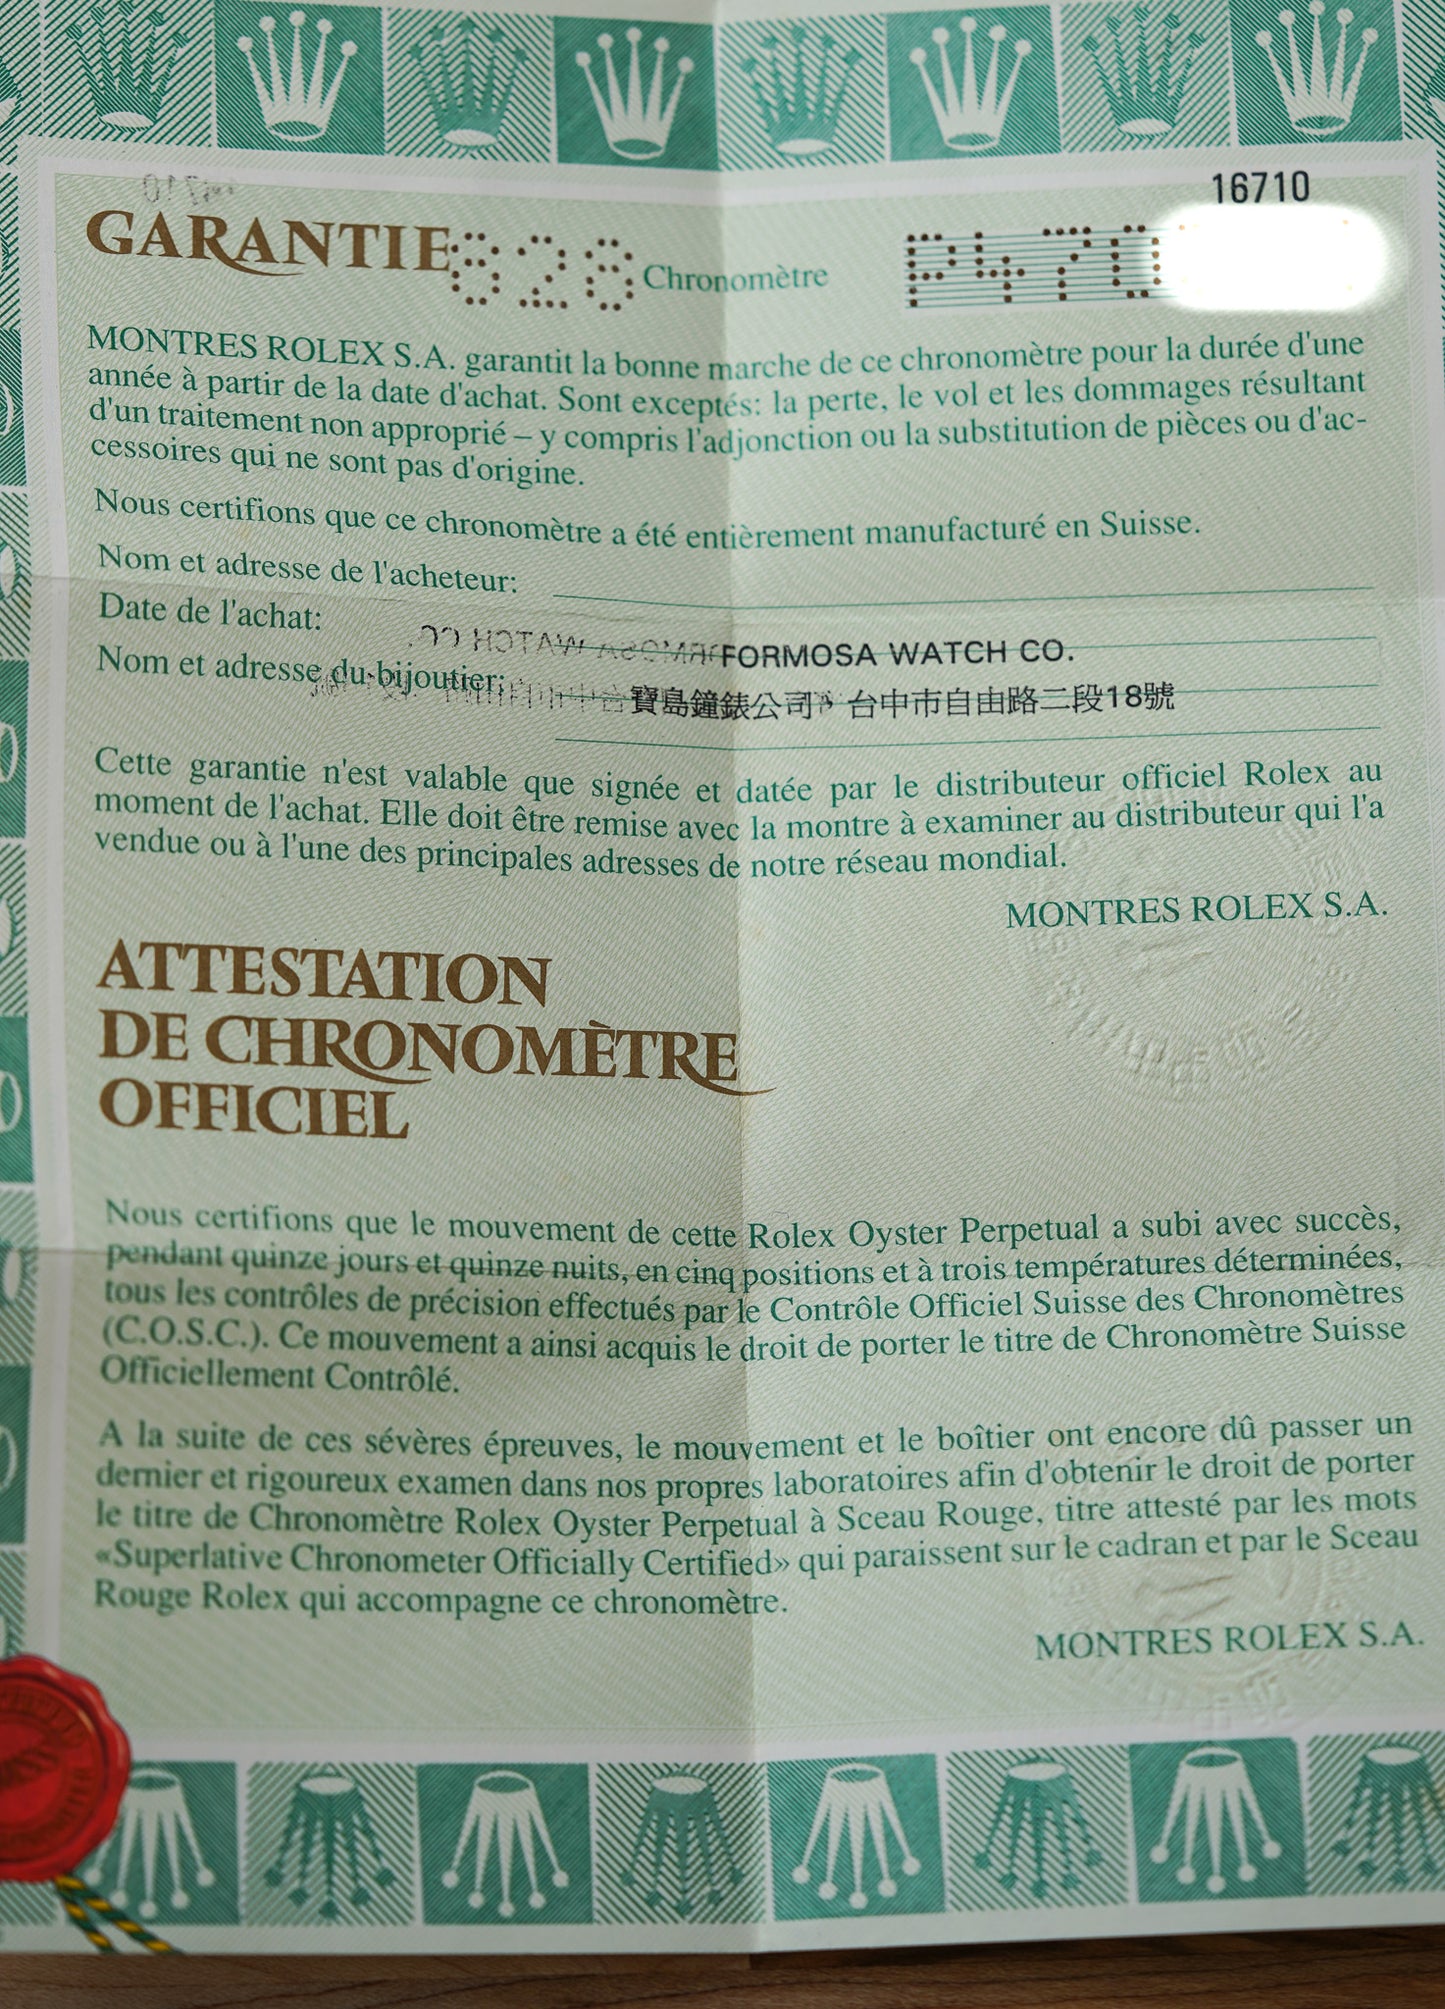 16710
GARANTIE 828 Chronomètre P470
MONTRES ROLEX S.A. garantit la bonne marche de ce chronomètre pour la durée d'une
année à partir de la date d'achat. Sont exceptés: la perte, le vol et les dommages résultant
d'un traitement non approprié – y compris l'adjonction ou la substitution de pièces ou d'ac-
cessoires qui ne sont pas d'origine.
Nous certifions que ce chronomètre a été entièrement manufacturé en Suisse.
Nom et adresse de l'acheteur:
Date de l'achat:
FORMOSA WATCH CO.
Nom et adresse du bijoutier:
寶島鐘錶公司 台中市自由路二段18號
Cette garantie n'est valable que signée et datée par le distributeur officiel Rolex au
moment de l'achat. Elle doit être remise avec la montre à examiner au distributeur qui l'a
vendue ou à l'une des principales adresses de notre réseau mondial.
MONTRES ROLEX S.A.
ATTESTATION
DE CHRONOMÈTRE
OFFICIEL
Nous certifions que le mouvement de cette Rolex Oyster Perpetual a subi avec succès,
pendant quinze jours et quinze nuits, en cinq positions et à trois températures déterminées,
tous les contrôles de précision effectués par le Contrôle Officiel Suisse des Chronomètres
(C.O.S.C.). Ce mouvement a ainsi acquis le droit de porter le titre de Chronomètre Suisse
Officiellement Contrôlé.
A la suite de ces sévères épreuves, le mouvement et le boîtier ont encore dû passer un
dernier et rigoureux examen dans nos propres laboratoires afin d'obtenir le droit de porter
le titre de Chronomètre Rolex Oyster Perpetual à Sceau Rouge, titre attesté par les mots
«Superlative Chronometer Officially Certified» qui paraissent sur le cadran et par le Sceau
Rouge Rolex qui accompagne ce chronomètre.
MONTRES ROLEX S.A.